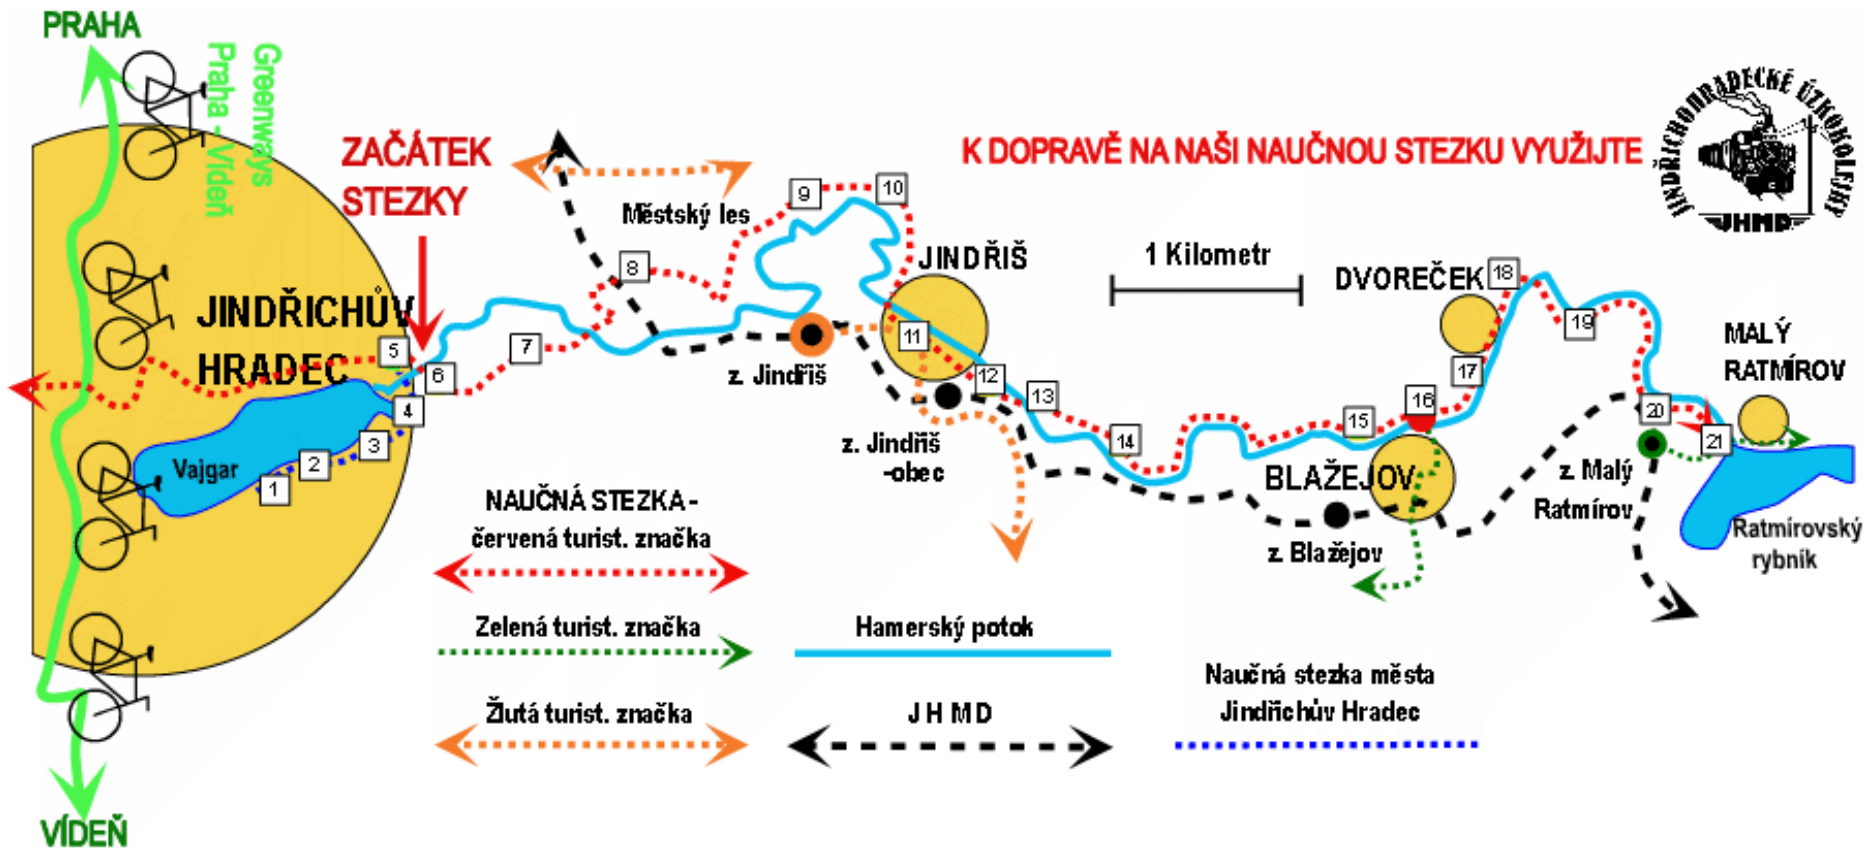 PRAHA
Greenways
Praha - Vídeň
ZAČÁTEK
STEZKY
K DOPRAVĚ NA NAŠI NAUČNOU STEZKU VYUŽIJTE
JINDŘICHOHRADECKÉ ÚZKOKOLEJKY
JHMD
Městský les
9
10
8
JINDŘIŠ
1 Kilometr
DVOREČEK
18
19
JINDŘICHŮV
HRADEC
5
6
7
z. Jindřiš
11
12
13
17
MALÝ
RATMÍROV
4
3
2
1
Vajgar
z. Jindřiš
-obec
14
15
16
20
21
BLAŽEJOV
z. Malý
Ratmírov
z. Blažejov
Ratmírovský
rybník
NAUČNÁ STEZKA -
červená turist. značka
Zelená turist. značka
Žlutá turist. značka
Hamerský potok
J H M D
Naučná stezka města
Jindřichův Hradec
VÍDEŇ